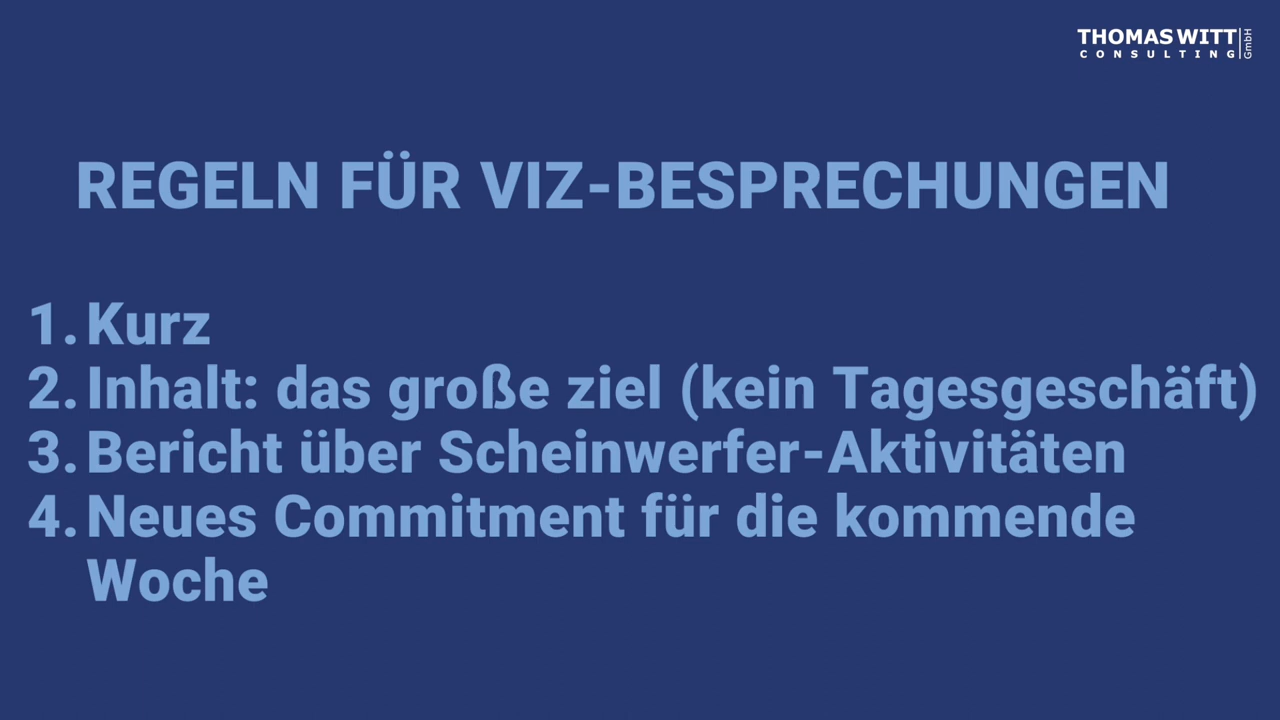 THOMAS WITT GmbH
CONSULTING
REGELN FÜR VIZ-BESPRECHUNGEN
1. Kurz
2. Inhalt: das große ziel (kein Tagesgeschäft)
3. Bericht über Scheinwerfer-Aktivitäten
4. Neues Commitment für die kommende
Woche